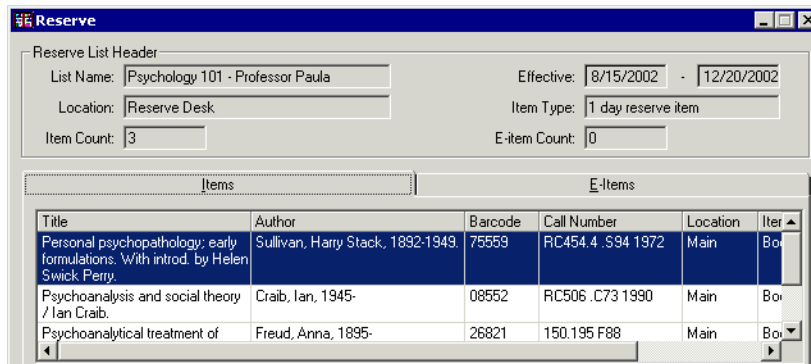 Reserve
Reserve List Header
List Name: Psychology 101 - Professor Paula Effective: 8/15/2002 - 12/20/2002
Location: Reserve Desk Item Type: 1 day reserve item
Item Count: 3 E-item Count: 0
Items E-Items
Title Author Barcode Call Number Location
Personal psychopathology; early Sullivan, Harry Stack, 1892-1949. 75559 RC454.4 .S94 1972 Main
formulations. With introd. by Helen
Swick Perry.
Psychoanalysis and social theory Craib, Ian, 1945- 08552 RC506 .C73 1990 Main
/ Ian Craib.
Psychoanalytical treatment of Freud, Anna, 1895- 26821 150.195 F88 Main